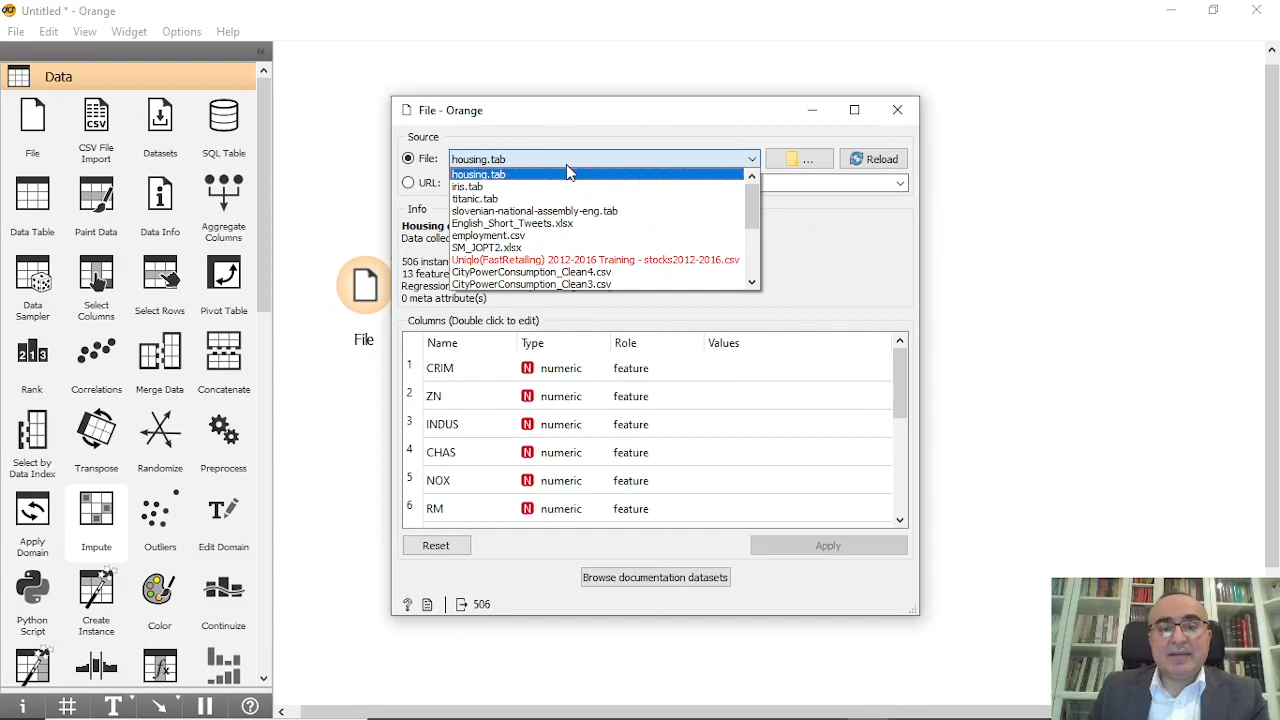 Untitled * - Orange
File Edit View Widget Options Help
Data
File
CSV File Import
Datasets
SQL Table
Data Table
Paint Data
Data Info
Aggregate Columns
Data Sampler
Select Columns
Select Rows
Pivot Table
Rank
Correlations
Merge Data
Concatenate
Select by Data Index
Transpose
Randomize
Preprocess
Apply Domain
Impute
Outliers
Edit Domain
Python Script
Create Instance
Color
Continuize
File
File - Orange
Source
File: housing.tab ... Reload
housing.tab
URL:
iris.tab
titanic.tab
slovenian-national-assembly-eng.tab
English_Short_Tweets.xlsx
employment.csv
SM_JOPT2.xlsx
Uniqlo(FastRetailing) 2012-2016 Training - stocks2012-2016.csv
CityPowerConsumption_Clean4.csv
CityPowerConsumption_Clean3.csv
Info
Housing
Data collec
506 instan
13 feature
Regression
0 meta attribute(s)
Columns (Double click to edit)
Name Type Role Values
1 CRIM N numeric feature
2 ZN N numeric feature
3 INDUS N numeric feature
4 CHAS N numeric feature
5 NOX N numeric feature
6 RM N numeric feature
Reset Apply
Browse documentation datasets
? 506